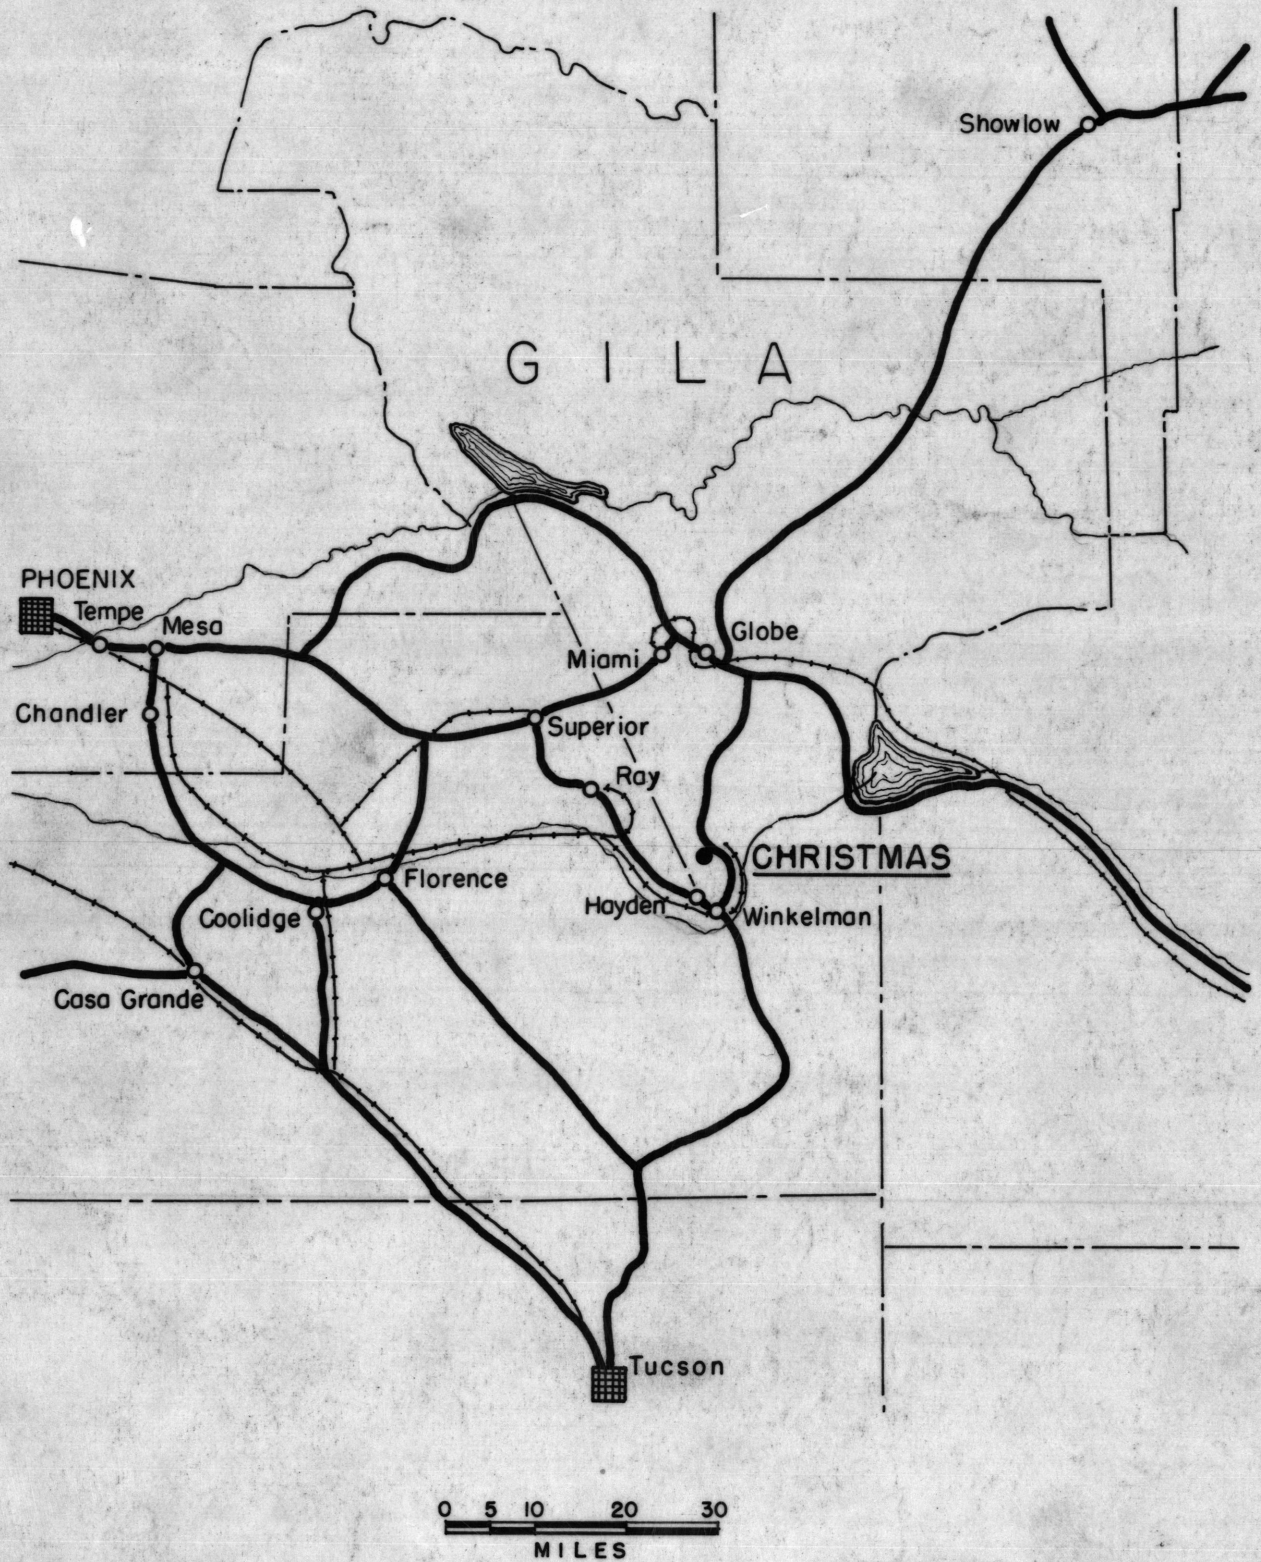 Showlow
GILA
PHOENIX
Tempe
Mesa
Globe
Miami
Chandler
Superior
Ray
CHRISTMAS
Florence
Hayden
Coolidge
Winkelman
Casa Grande
Tucson
0 5 10 20 30
MILES